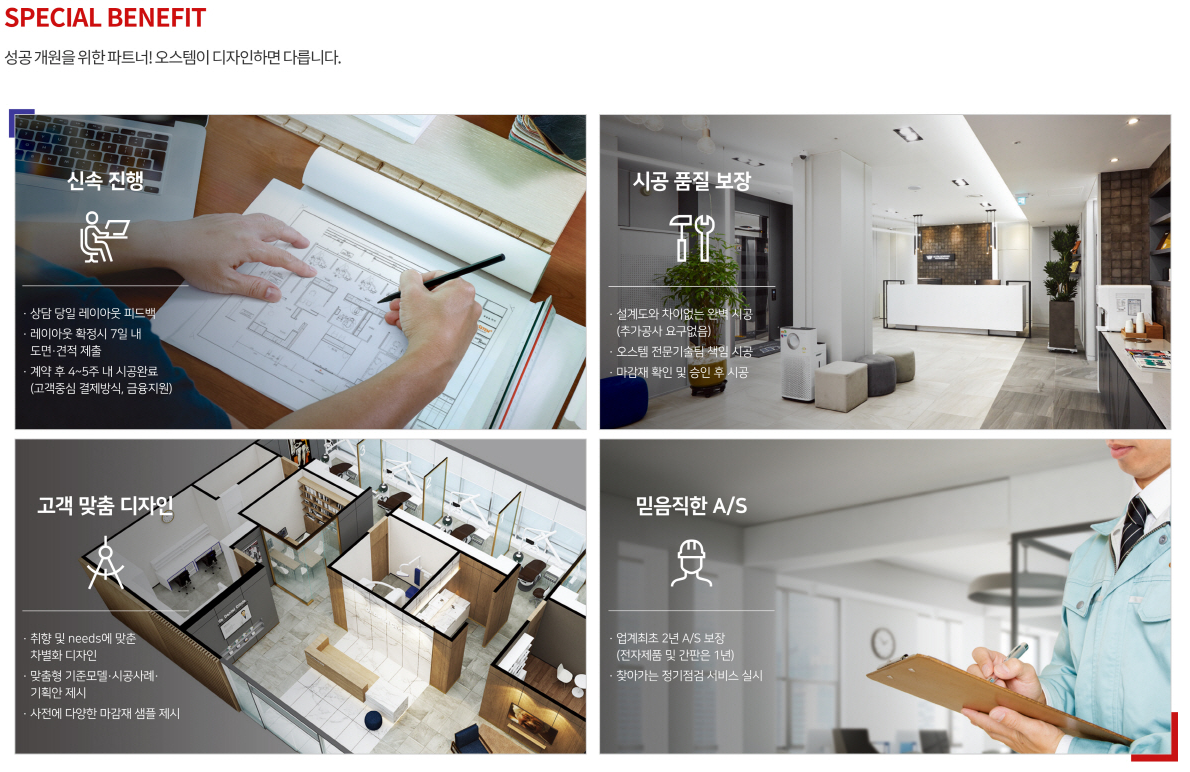 SPECIAL BENEFIT
성공 개원을 위한 파트너! 오스템이 디자인하면 다릅니다.
신속 진행
· 상담 당일 레이아웃 피드백
· 레이아웃 확정시 7일 내
도면·견적 제출
· 계약 후 4~5주 내 시공완료
(고객중심 결제방식, 금융지원)
시공 품질 보장
· 설계도와 차이없는 완벽 시공
(추가공사 요구없음)
· 오스템 전문기술팀 책임 시공
· 마감재 확인 및 승인 후 시공
고객 맞춤 디자인
· 취향 및 needs에 맞춘
차별화 디자인
· 맞춤형 기준모델·시공사례·
기획안 제시
· 사전에 다양한 마감재 샘플 제시
믿음직한 A/S
· 업계최초 2년 A/S 보장
(전자제품 및 간판은 1년)
· 찾아가는 정기점검 서비스 실시